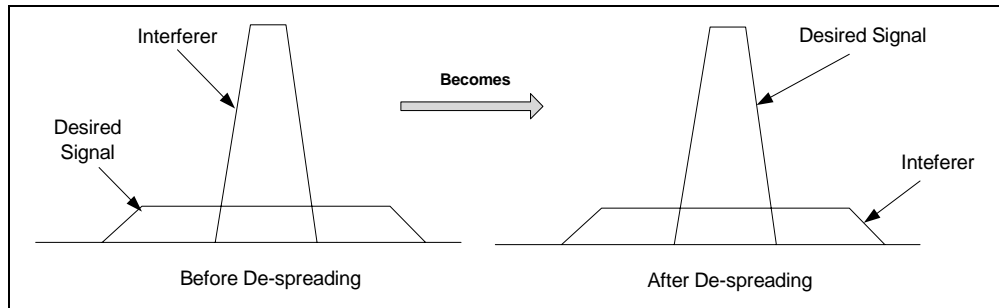 Interferer
Desired
Signal
Before De-spreading
Becomes
Desired Signal
Inteferer
After De-spreading